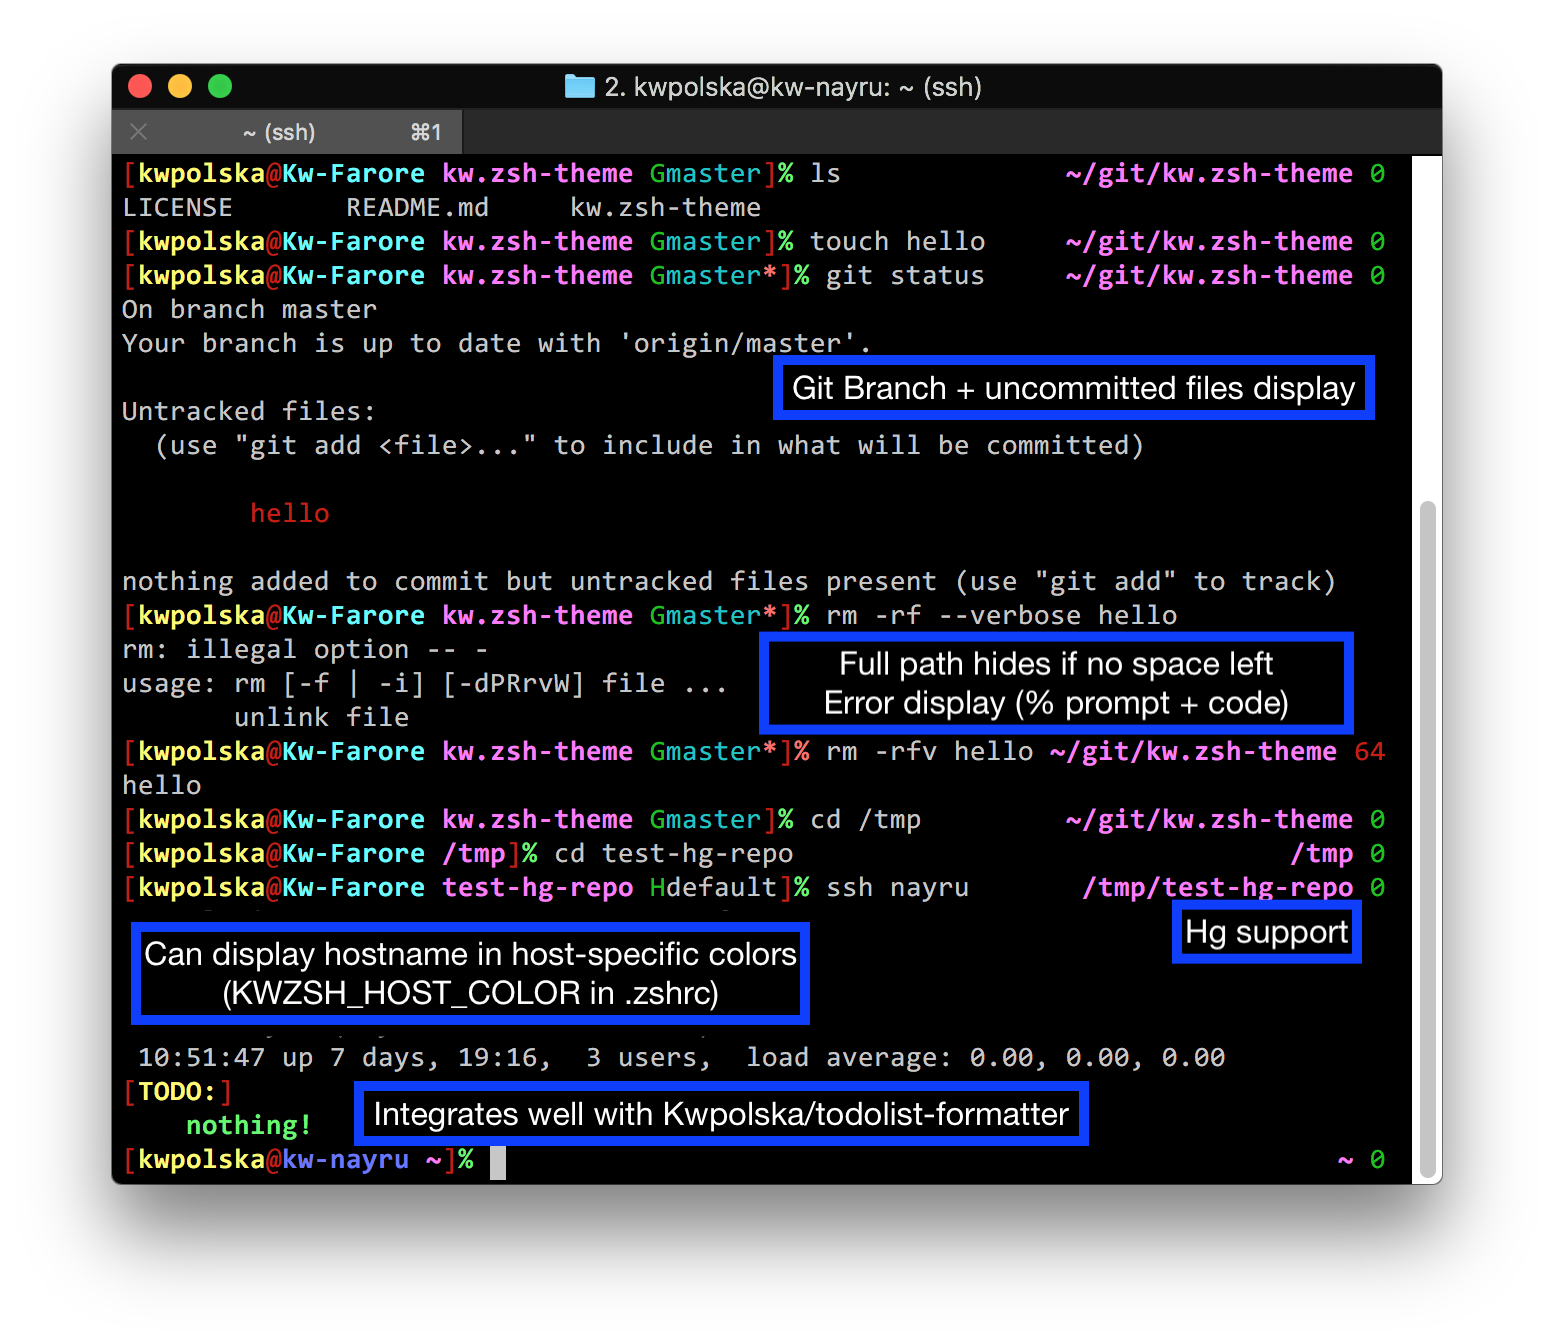 2. kwpolska@kw-nayru: ~ (ssh)
~ (ssh) ⌘1
[kwpolska@Kw-Farore kw.zsh-theme Gmaster]% ls ~/git/kw.zsh-theme 0
LICENSE README.md kw.zsh-theme
[kwpolska@Kw-Farore kw.zsh-theme Gmaster]% touch hello ~/git/kw.zsh-theme 0
[kwpolska@Kw-Farore kw.zsh-theme Gmaster*]% git status ~/git/kw.zsh-theme 0
On branch master
Your branch is up to date with 'origin/master'.
Git Branch + uncommitted files display
Untracked files:
(use "git add <file>..." to include in what will be committed)
hello
nothing added to commit but untracked files present (use "git add" to track)
[kwpolska@Kw-Farore kw.zsh-theme Gmaster*]% rm -rf --verbose hello
rm: illegal option -- -
usage: rm [-f | -i] [-dPRrvW] file ...
unlink file
Full path hides if no space left
Error display (% prompt + code)
[kwpolska@Kw-Farore kw.zsh-theme Gmaster*]% rm -rfv hello ~/git/kw.zsh-theme 64
hello
[kwpolska@Kw-Farore kw.zsh-theme Gmaster]% cd /tmp ~/git/kw.zsh-theme 0
[kwpolska@Kw-Farore /tmp]% cd test-hg-repo /tmp 0
[kwpolska@Kw-Farore test-hg-repo Hdefault]% ssh nayru /tmp/test-hg-repo 0
Hg support
Can display hostname in host-specific colors
(KWZSH_HOST_COLOR in .zshrc)
10:51:47 up 7 days, 19:16, 3 users, load average: 0.00, 0.00, 0.00
[TODO:]
nothing!
Integrates well with Kwpolska/todolist-formatter
[kwpolska@kw-nayru ~]% ~ 0